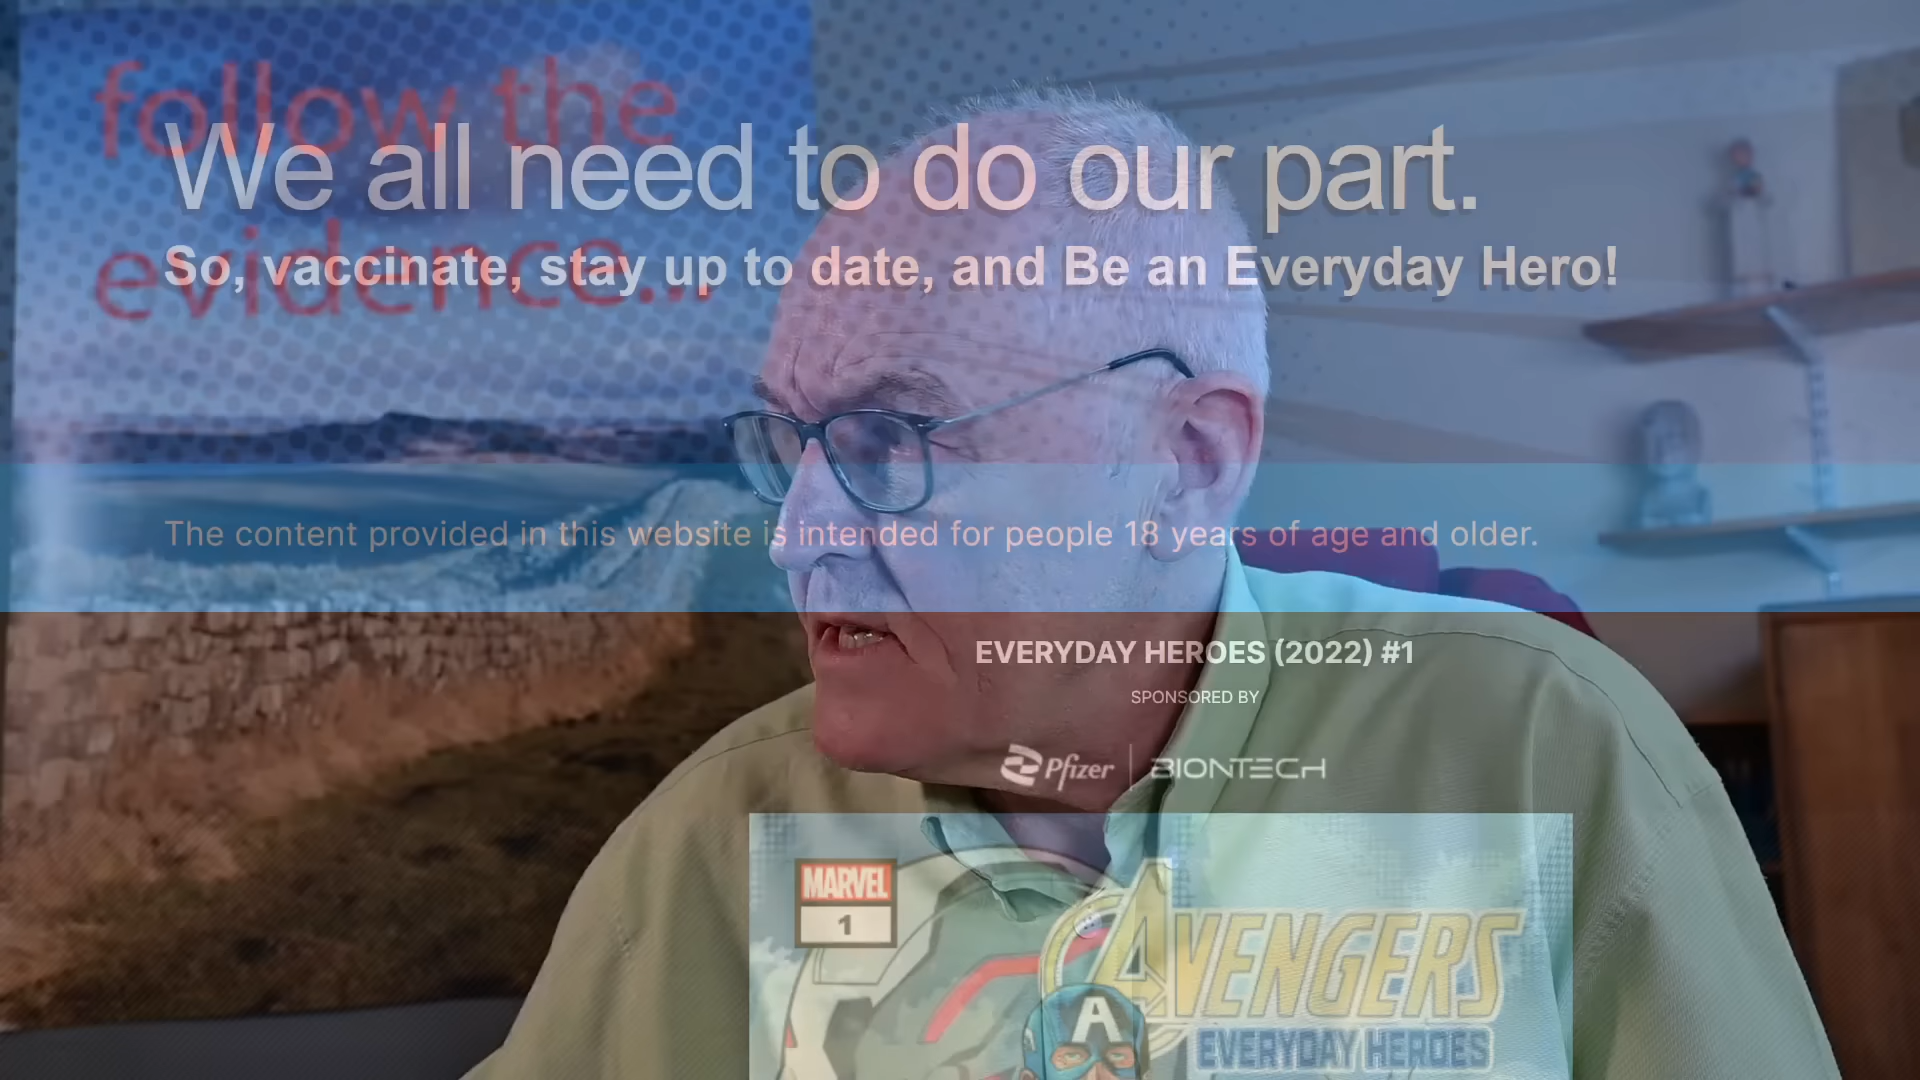 follow the
We all need to do our part.
evidence...
So, vaccinate, stay up to date, and Be an Everyday Hero!
The content provided in this website is intended for people 18 years of age and older.
EVERYDAY HEROES (2022) #1
SPONSORED BY
Pfizer BIONTECH
MARVEL
1
AVENGERS
EVERYDAY HEROES
A